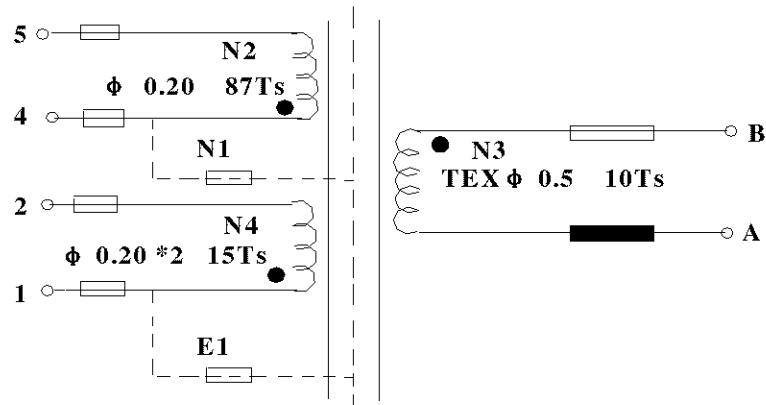 5
N2
ф 0.20 87Ts
4
N1
2
N4
ф 0.20 *2 15Ts
1
E1
B
N3
TEX ф 0.5 10Ts
A